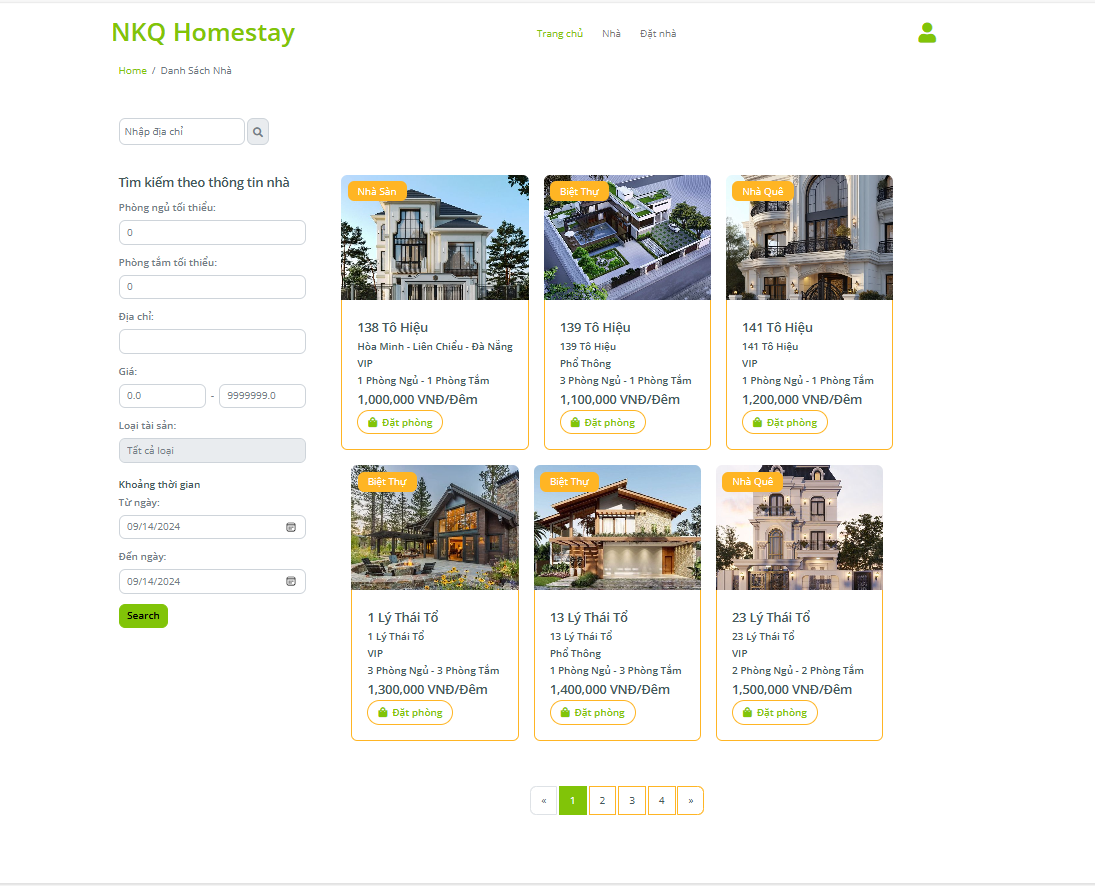 NKQ Homestay
Trang chủ Nhà Đặt nhà
Home / Danh Sách Nhà
Nhập địa chỉ
Tìm kiếm theo thông tin nhà
Phòng ngủ tối thiểu:
0
Phòng tắm tối thiểu:
0
Địa chỉ:
Giá:
0.0 - 9999999.0
Loại tài sản:
Tất cả loại
Khoảng thời gian
Từ ngày:
09/14/2024
Đến ngày:
09/14/2024
Search
Nhà Sàn
138 Tô Hiệu
Hòa Minh - Liên Chiểu - Đà Nẵng
VIP
1 Phòng Ngủ - 1 Phòng Tắm
1,000,000 VNĐ/Đêm
Đặt phòng
Biệt Thự
139 Tô Hiệu
139 Tô Hiệu
Phổ Thông
3 Phòng Ngủ - 1 Phòng Tắm
1,100,000 VNĐ/Đêm
Đặt phòng
Nhà Quê
141 Tô Hiệu
141 Tô Hiệu
VIP
1 Phòng Ngủ - 1 Phòng Tắm
1,200,000 VNĐ/Đêm
Đặt phòng
Biệt Thự
1 Lý Thái Tổ
1 Lý Thái Tổ
VIP
3 Phòng Ngủ - 3 Phòng Tắm
1,300,000 VNĐ/Đêm
Đặt phòng
Biệt Thự
13 Lý Thái Tổ
13 Lý Thái Tổ
Phổ Thông
1 Phòng Ngủ - 3 Phòng Tắm
1,400,000 VNĐ/Đêm
Đặt phòng
Nhà Quê
23 Lý Thái Tổ
23 Lý Thái Tổ
VIP
2 Phòng Ngủ - 2 Phòng Tắm
1,500,000 VNĐ/Đêm
Đặt phòng
« 1 2 3 4 »